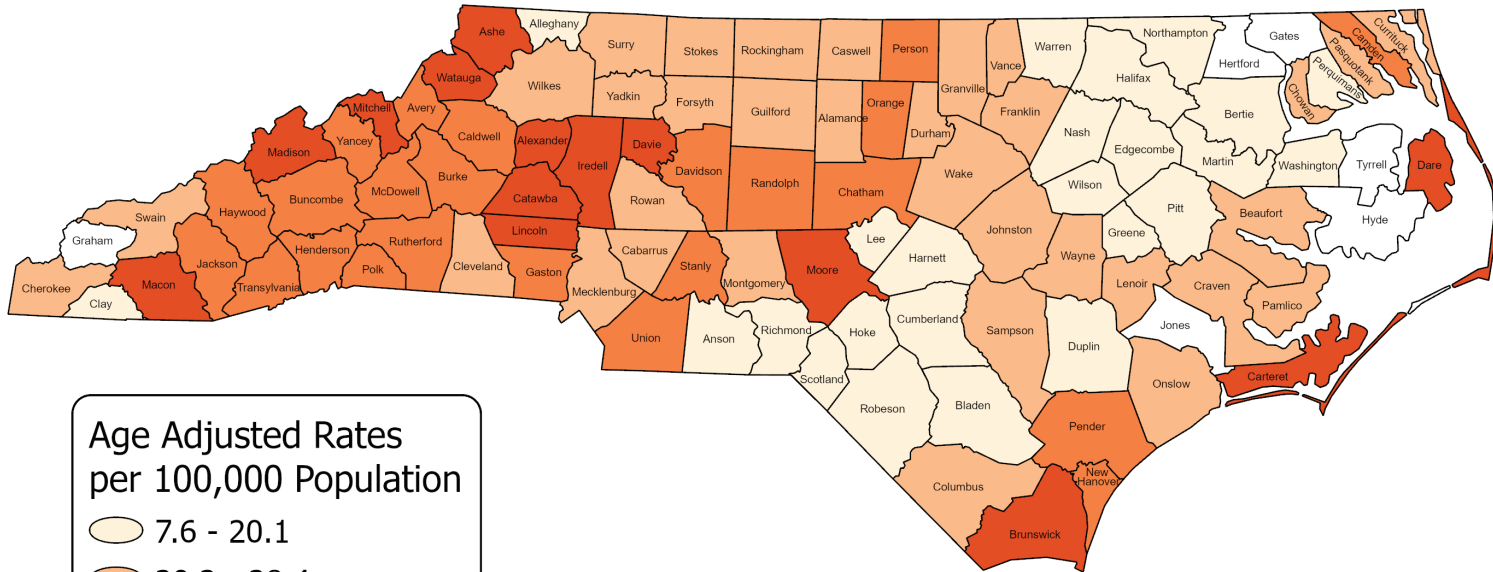 Ashe
Alleghany
Surry
Stokes
Rockingham
Caswell
Person
Vance
Warren
Northampton
Gates
Hertford
Halifax
Currituck
Camden
Pasquotank
Perquimans
Chowan
Bertie
Watauga
Wilkes
Yadkin
Forsyth
Guilford
Alamance
Orange
Durham
Granville
Franklin
Nash
Edgecombe
Martin
Washington
Tyrrell
Dare
Mitchell
Avery
Caldwell
Alexander
Iredell
Davie
Davidson
Randolph
Chatham
Wake
Wilson
Pitt
Beaufort
Hyde
Madison
Yancey
McDowell
Burke
Catawba
Rowan
Johnston
Greene
Swain
Haywood
Buncombe
Lincoln
Graham
Jackson
Henderson
Rutherford
Cleveland
Gaston
Cabarrus
Stanly
Montgomery
Moore
Lee
Harnett
Wayne
Lenoir
Craven
Pamlico
Cherokee
Clay
Macon
Transylvania
Polk
Mecklenburg
Union
Anson
Richmond
Hoke
Cumberland
Sampson
Duplin
Jones
Onslow
Carteret
Scotland
Robeson
Bladen
Pender
Columbus
New
Hanover
Brunswick
Age Adjusted Rates
per 100,000 Population
7.6 - 20.1